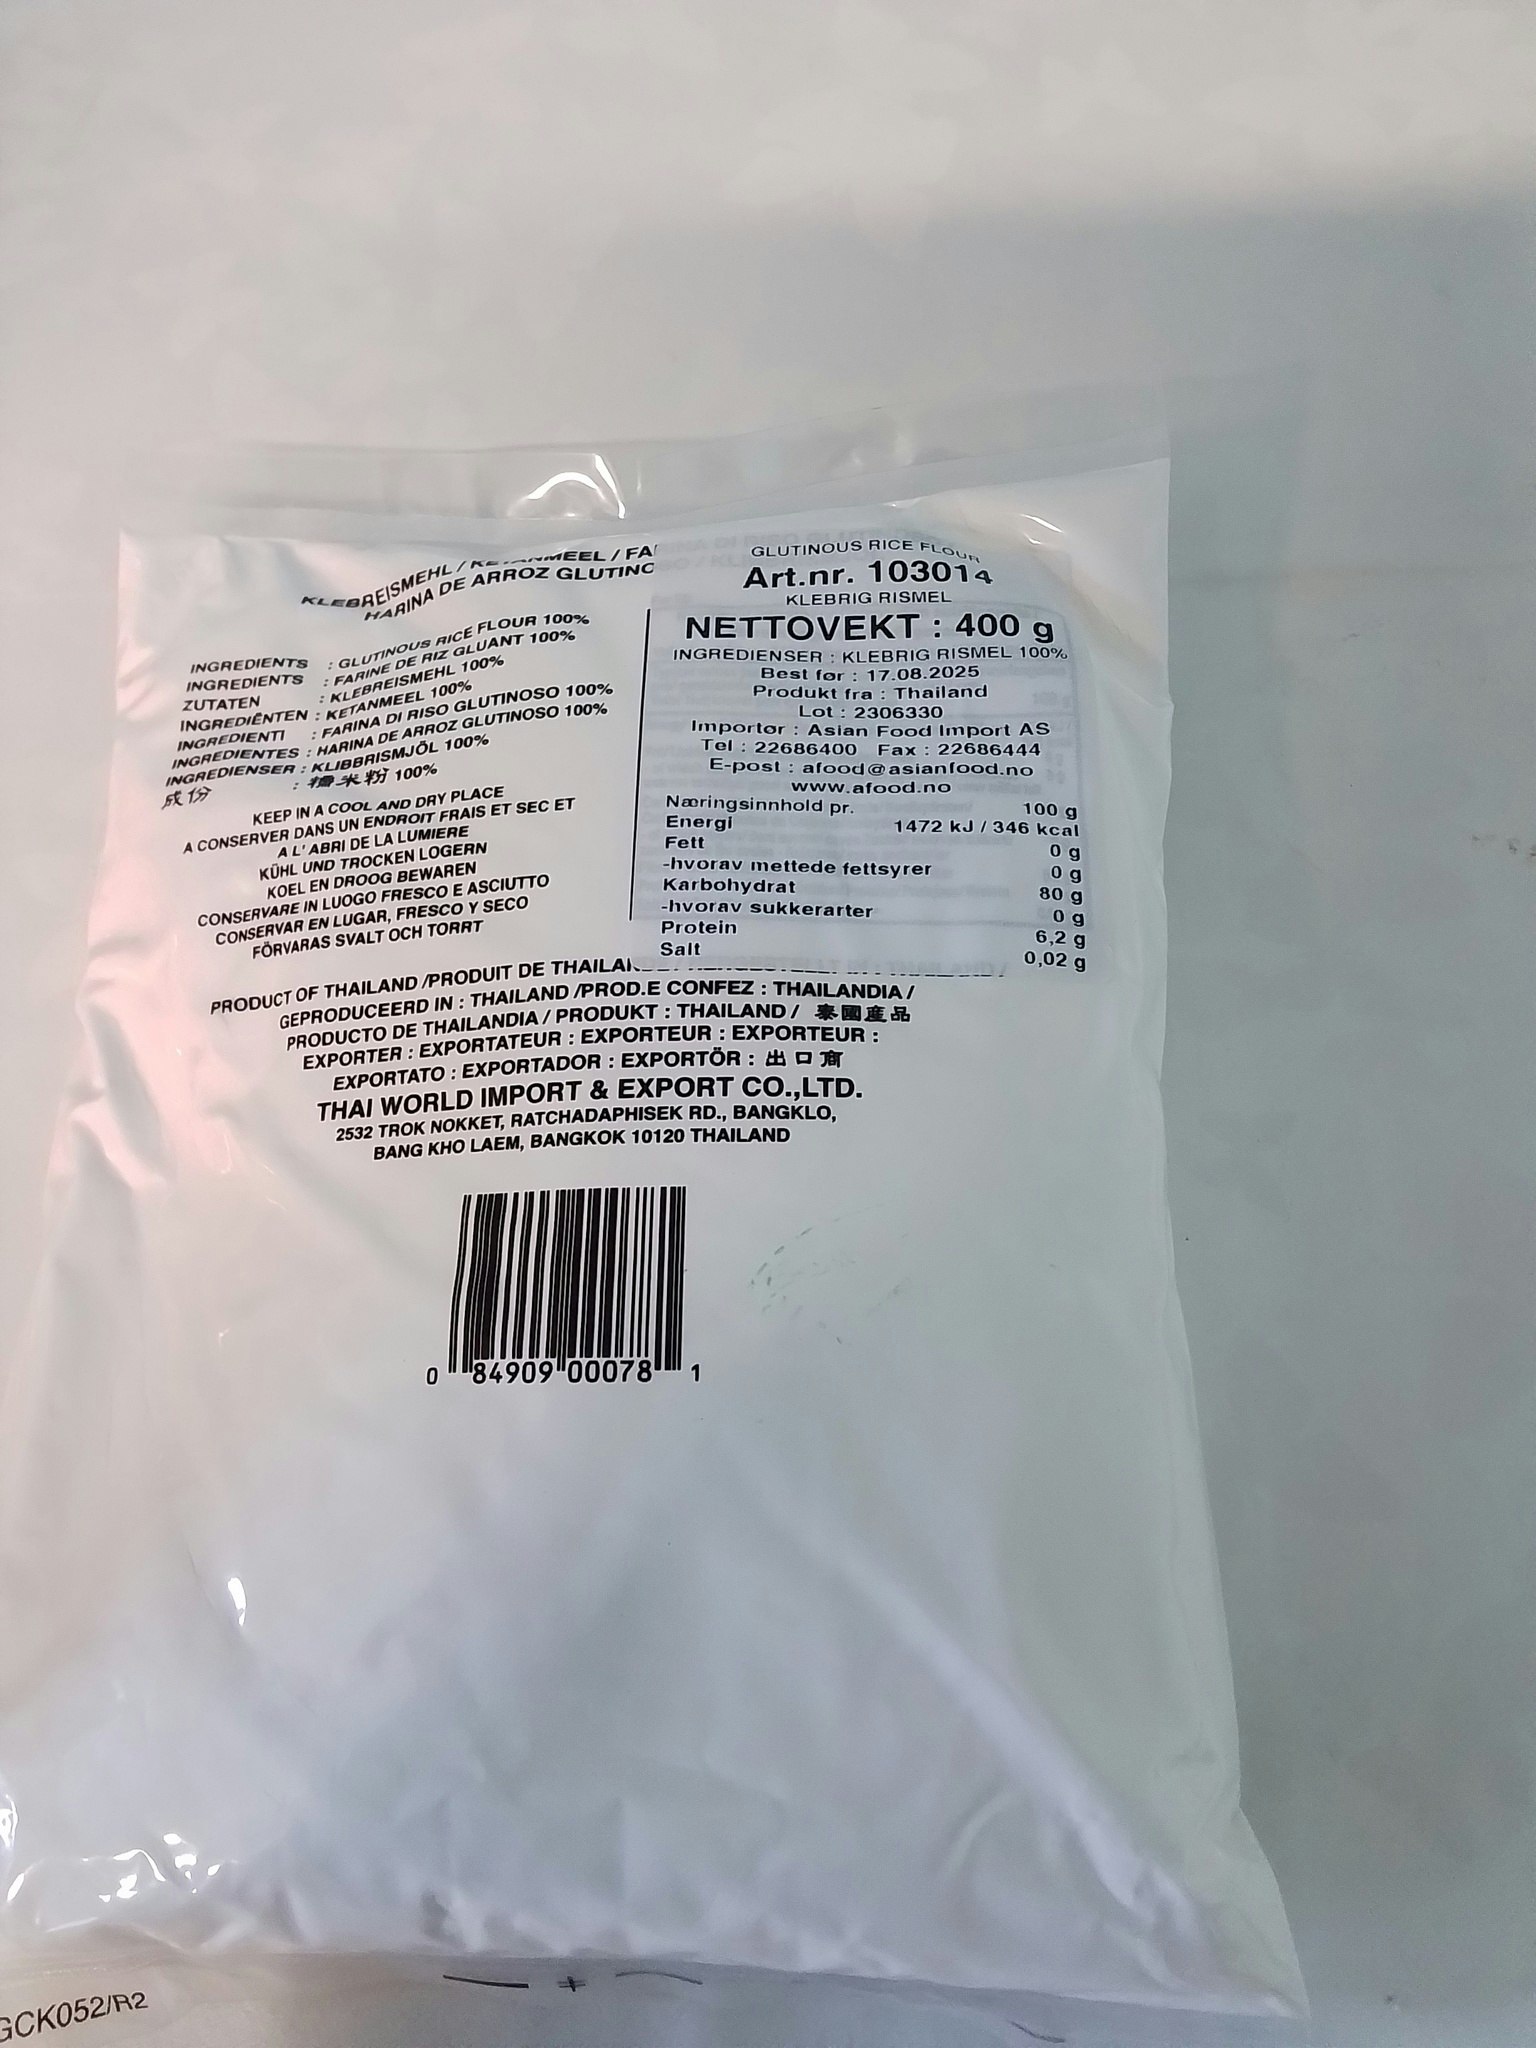 KLEBREISMEHL / KETANMEEL / FA
HARINA DE ARROZ GLUTINO
INGREDIENTS : GLUTINOUS RICE FLOUR 100%
INGREDIENTS : FARINE DE RIZ GLUANT 100%
ZUTATEN : KLEBREISMEHL 100%
INGREDIËNTEN : KETANMEEL 100%
INGREDIENTI : FARINA DI RISO GLUTINOSO 100%
INGREDIENTES : HARINA DE ARROZ GLUTINOSO 100%
INGREDIENSER : KLIBBRISMJÖL 100%
成份 : 糯米粉 100%
KEEP IN A COOL AND DRY PLACE
A CONSERVER DANS UN ENDROIT FRAIS ET SEC ET
A L' ABRI DE LA LUMIERE
KÜHL UND TROCKEN LOGERN
KOEL EN DROOG BEWAREN
CONSERVARE IN LUOGO FRESCO E ASCIUTTO
CONSERVAR EN LUGAR, FRESCO Y SECO
FÖRVARAS SVALT OCH TORRT
GLUTINOUS RICE FLOUR
Art.nr. 103014
KLEBRIG RISMEL
NETTOVEKT : 400 g
INGREDIENSER : KLEBRIG RISMEL 100%
Best før : 17.08.2025
Produkt fra : Thailand
Lot : 2306330
Importør : Asian Food Import AS
Tel : 22686400 Fax : 22686444
E-post : afood@asianfood.no
www.afood.no
Næringsinnhold pr. 100 g
Energi 1472 kJ / 346 kcal
Fett 0 g
-hvorav mettede fettsyrer 0 g
Karbohydrat 80 g
-hvorav sukkerarter 0 g
Protein 6,2 g
Salt 0,02 g
PRODUCT OF THAILAND /PRODUIT DE THAILAN
GEPRODUCEERD IN : THAILAND /PROD.E CONFEZ : THAILANDIA /
PRODUCTO DE THAILANDIA / PRODUKT : THAILAND / 泰國產品
EXPORTER : EXPORTATEUR : EXPORTEUR : EXPORTEUR :
EXPORTATO : EXPORTADOR : EXPORTÖR : 出口商
THAI WORLD IMPORT & EXPORT CO.,LTD.
2532 TROK NOKKET, RATCHADAPHISEK RD., BANGKLO,
BANG KHO LAEM, BANGKOK 10120 THAILAND
0 84909 00078 1
GCK052/R2